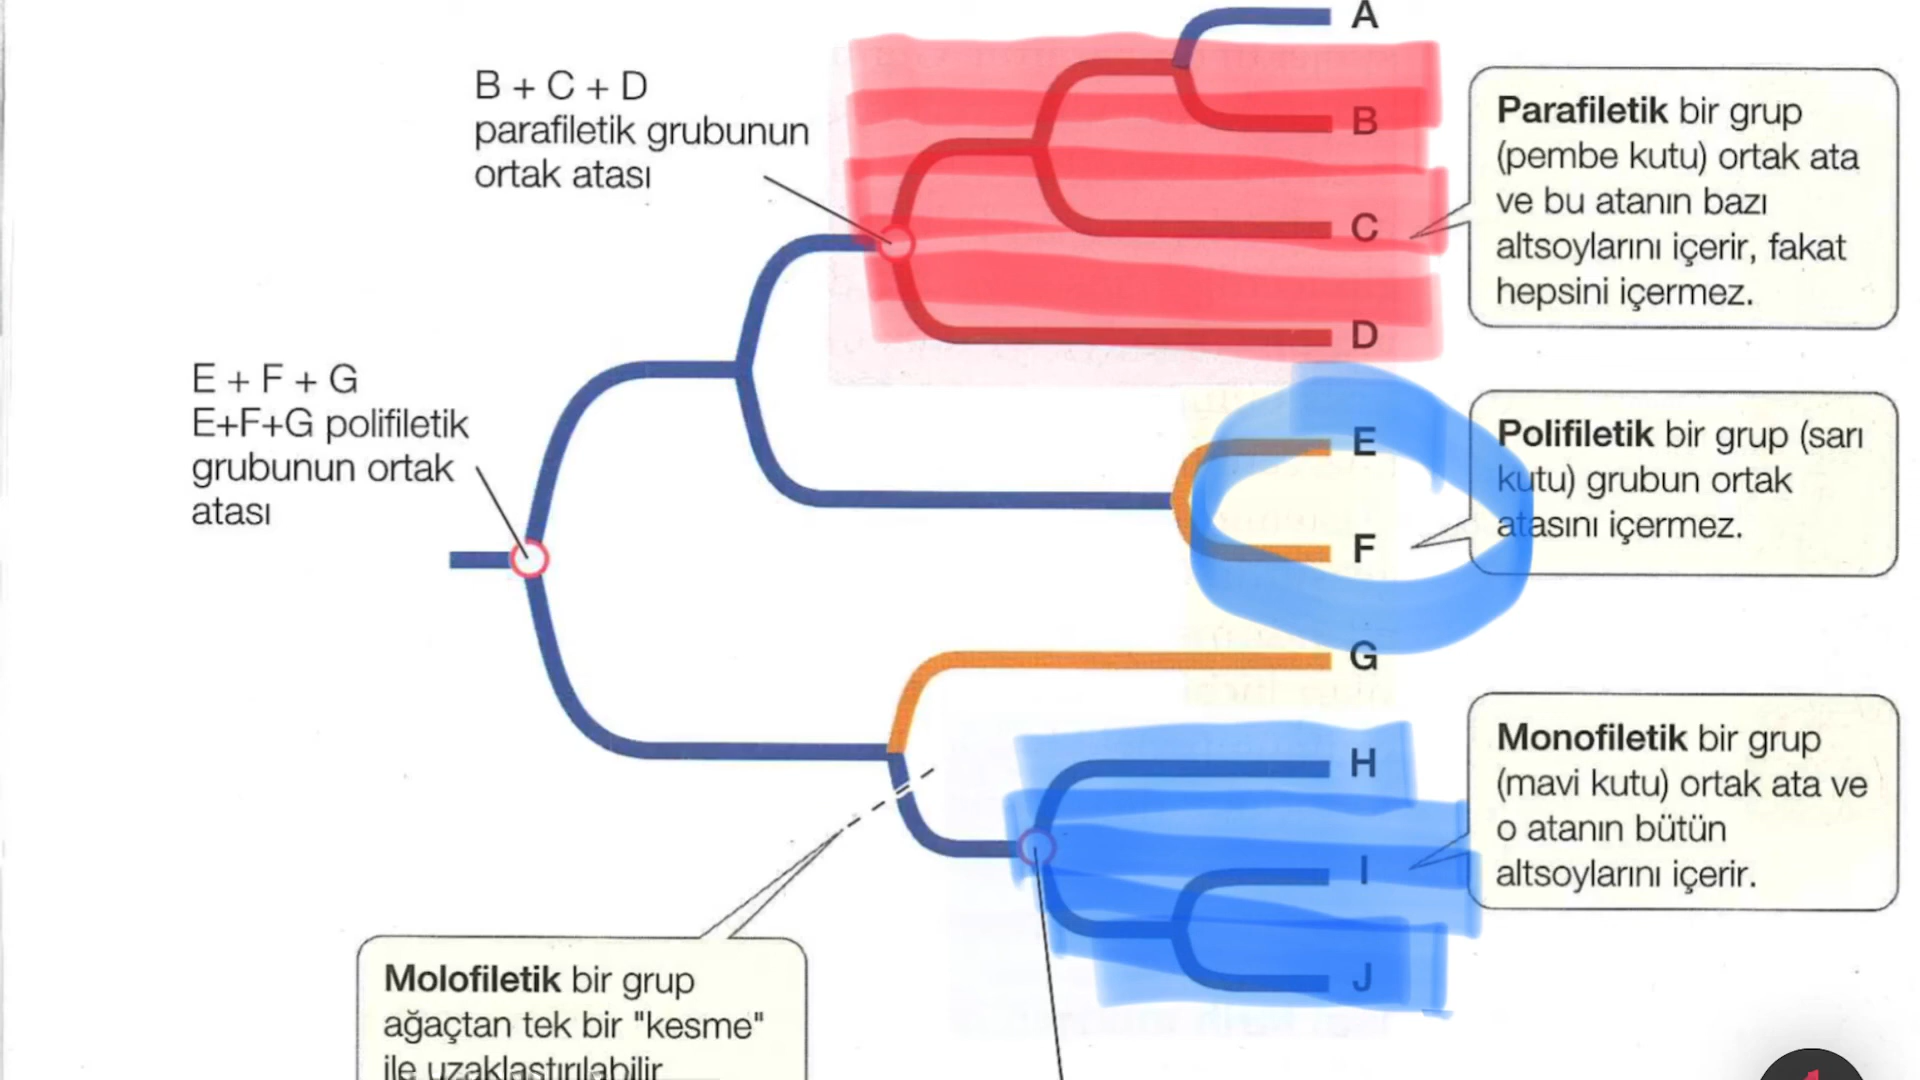 A
B + C + D
parafiletik grubunun
ortak atası
B
Parafiletik bir grup
(pembe kutu) ortak ata
ve bu atanın bazı
altsoylarını içerir, fakat
hepsini içermez.
C
D
E + F + G
E+F+G polifiletik
grubunun ortak
atası
E
Polifiletik bir grup (sarı
kutu) grubun ortak
atasını içermez.
F
G
H
Monofiletik bir grup
(mavi kutu) ortak ata ve
o atanın bütün
altsoylarını içerir.
I
J
Molofiletik bir grup
ağaçtan tek bir "kesme"
ile uzaklaştırılabilir